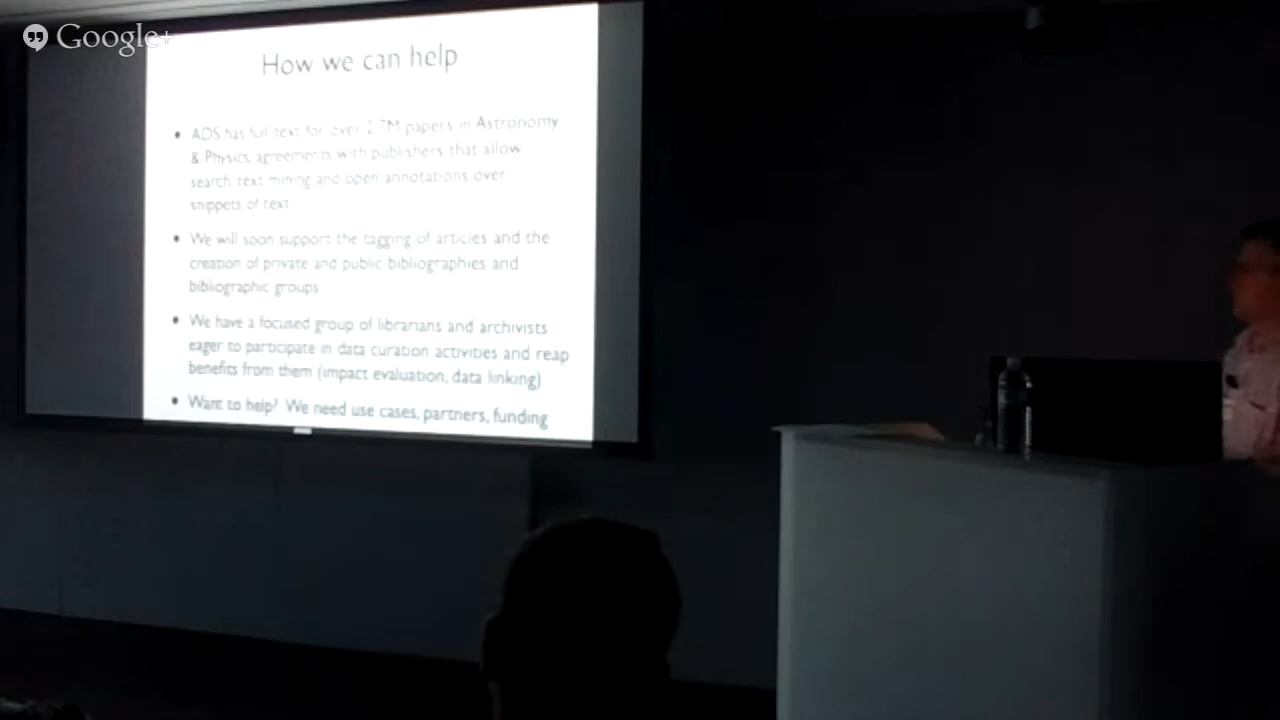 Google+
How we can help
• ADS has full text for over 2.7M papers in Astronomy
& Physics, agreements with publishers that allow
search, text mining and open annotations over
snippets of text
• We will soon support the tagging of articles and the
creation of private and public bibliographies and
bibliographic groups
• We have a focused group of librarians and archivists
eager to participate in data curation activities and reap
benefits from them (impact evaluation, data linking)
• Want to help? We need use cases, partners, funding